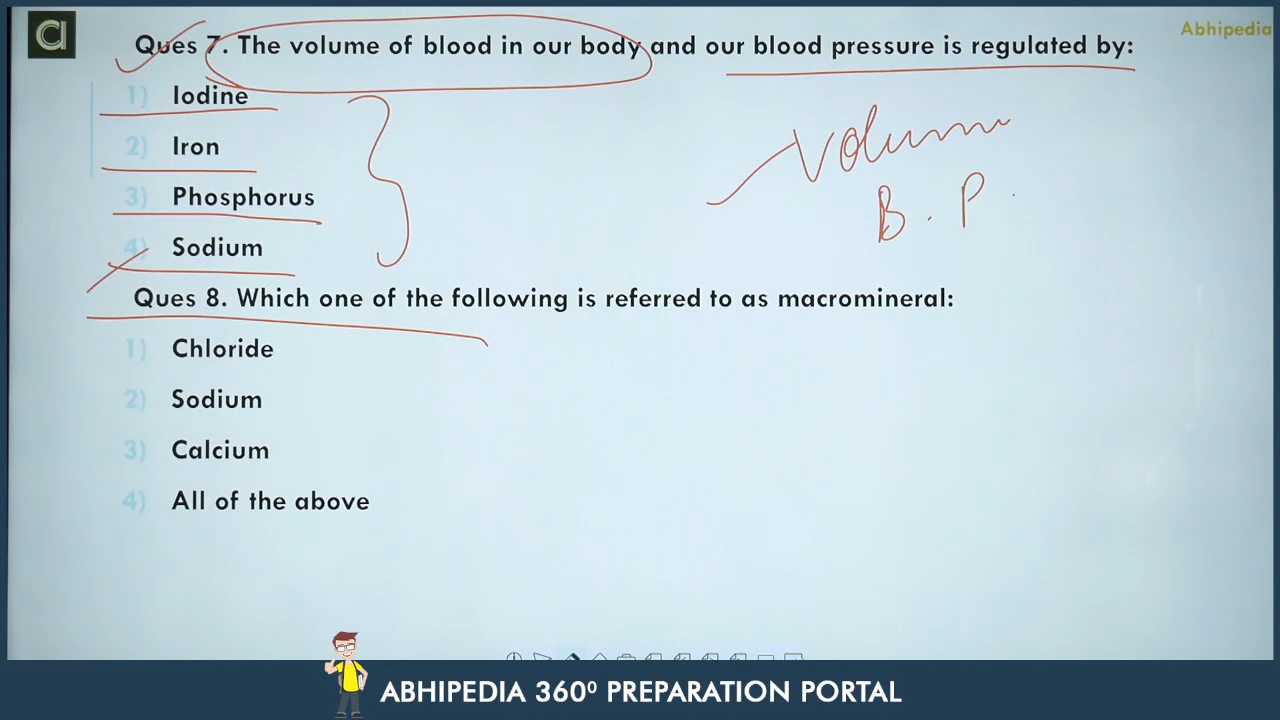 Abhipedia
Ques 7. The volume of blood in our body and our blood pressure is regulated by:
1) Iodine
2) Iron
3) Phosphorus
4) Sodium
Volume
B. P.
Ques 8. Which one of the following is referred to as macromineral:
1) Chloride
2) Sodium
3) Calcium
4) All of the above
ABHIPEDIA 360⁰ PREPARATION PORTAL